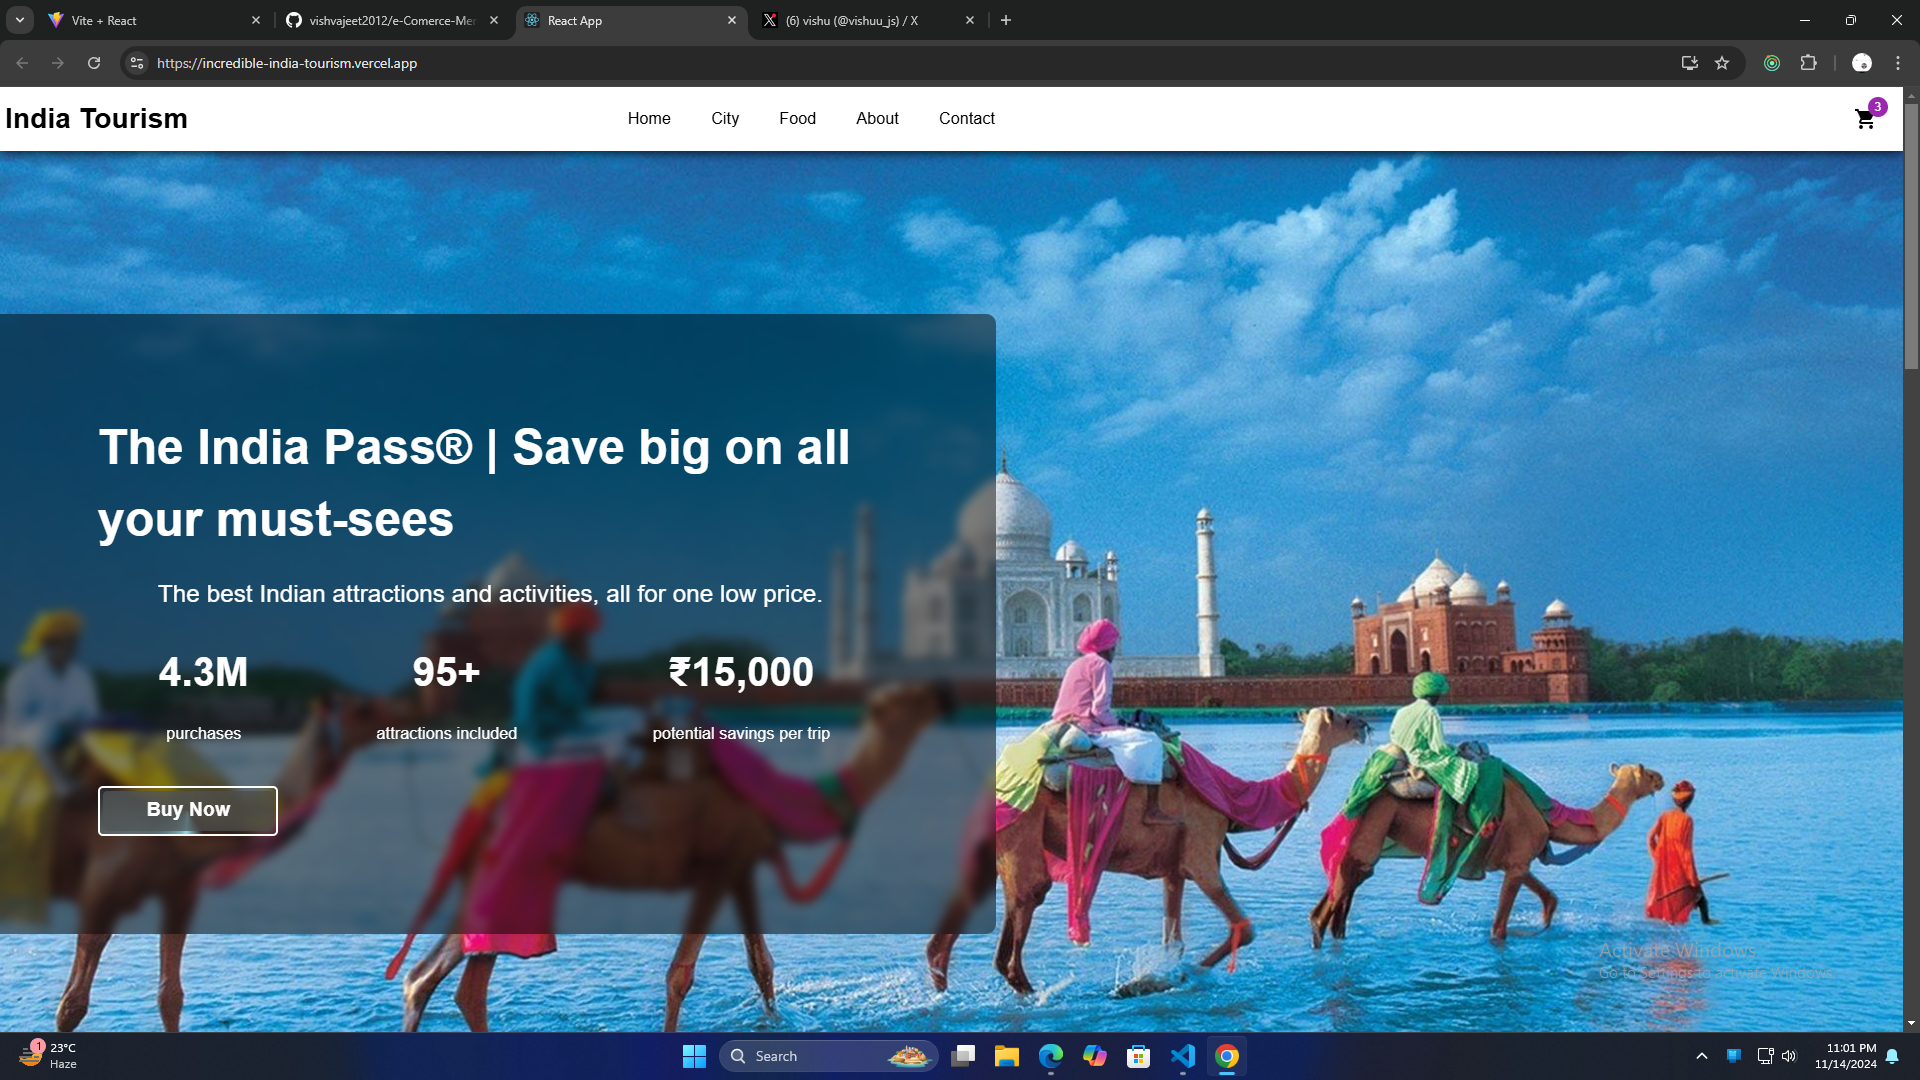 Vite + React
vishvajeet2012/e-Comerce-Mer
React App
(6) vishu (@vishuu_js) / X
https://incredible-india-tourism.vercel.app
India Tourism
Home
City
Food
About
Contact
3
The India Pass® | Save big on all
your must-sees
The best Indian attractions and activities, all for one low price.
4.3M
95+
₹15,000
purchases
attractions included
potential savings per trip
Buy Now
Activate Windows
Go to Settings to activate Windows.
1
23°C
Haze
Search
11:01 PM
11/14/2024